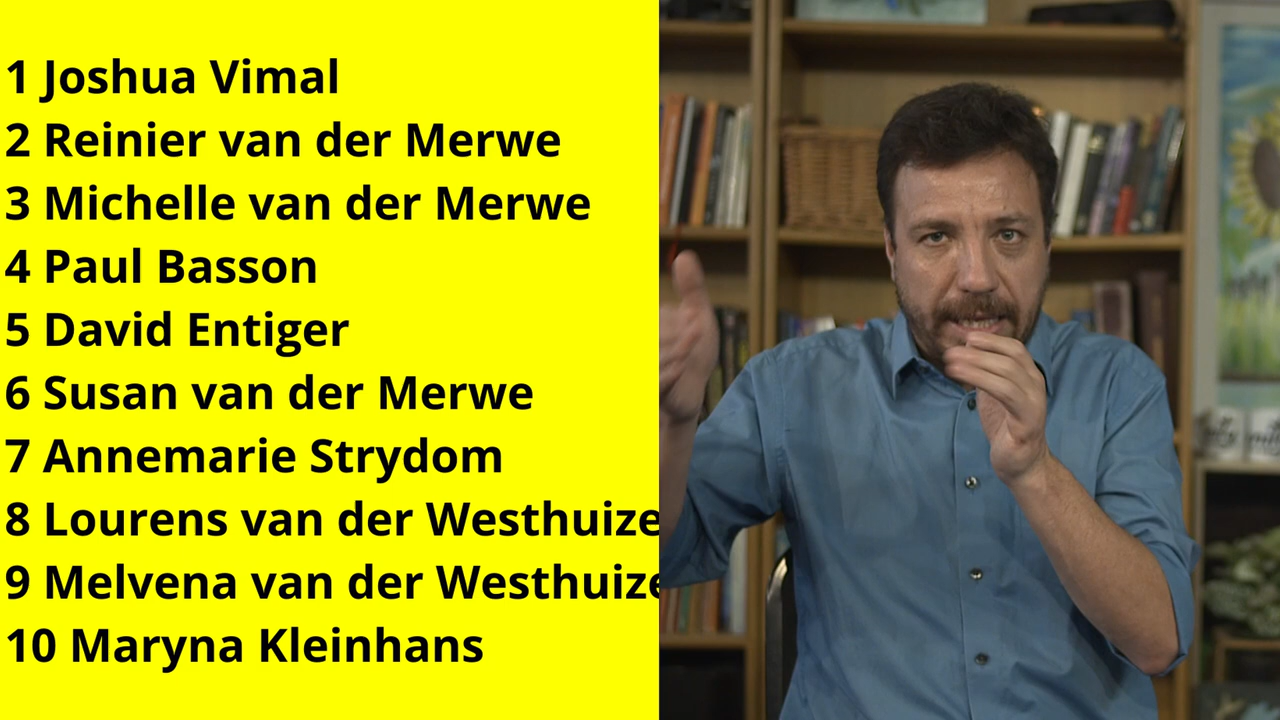 1 Joshua Vimal
2 Reinier van der Merwe
3 Michelle van der Merwe
4 Paul Basson
5 David Entiger
6 Susan van der Merwe
7 Annemarie Strydom
8 Lourens van der Westhuize
9 Melvena van der Westhuize
10 Maryna Kleinhans